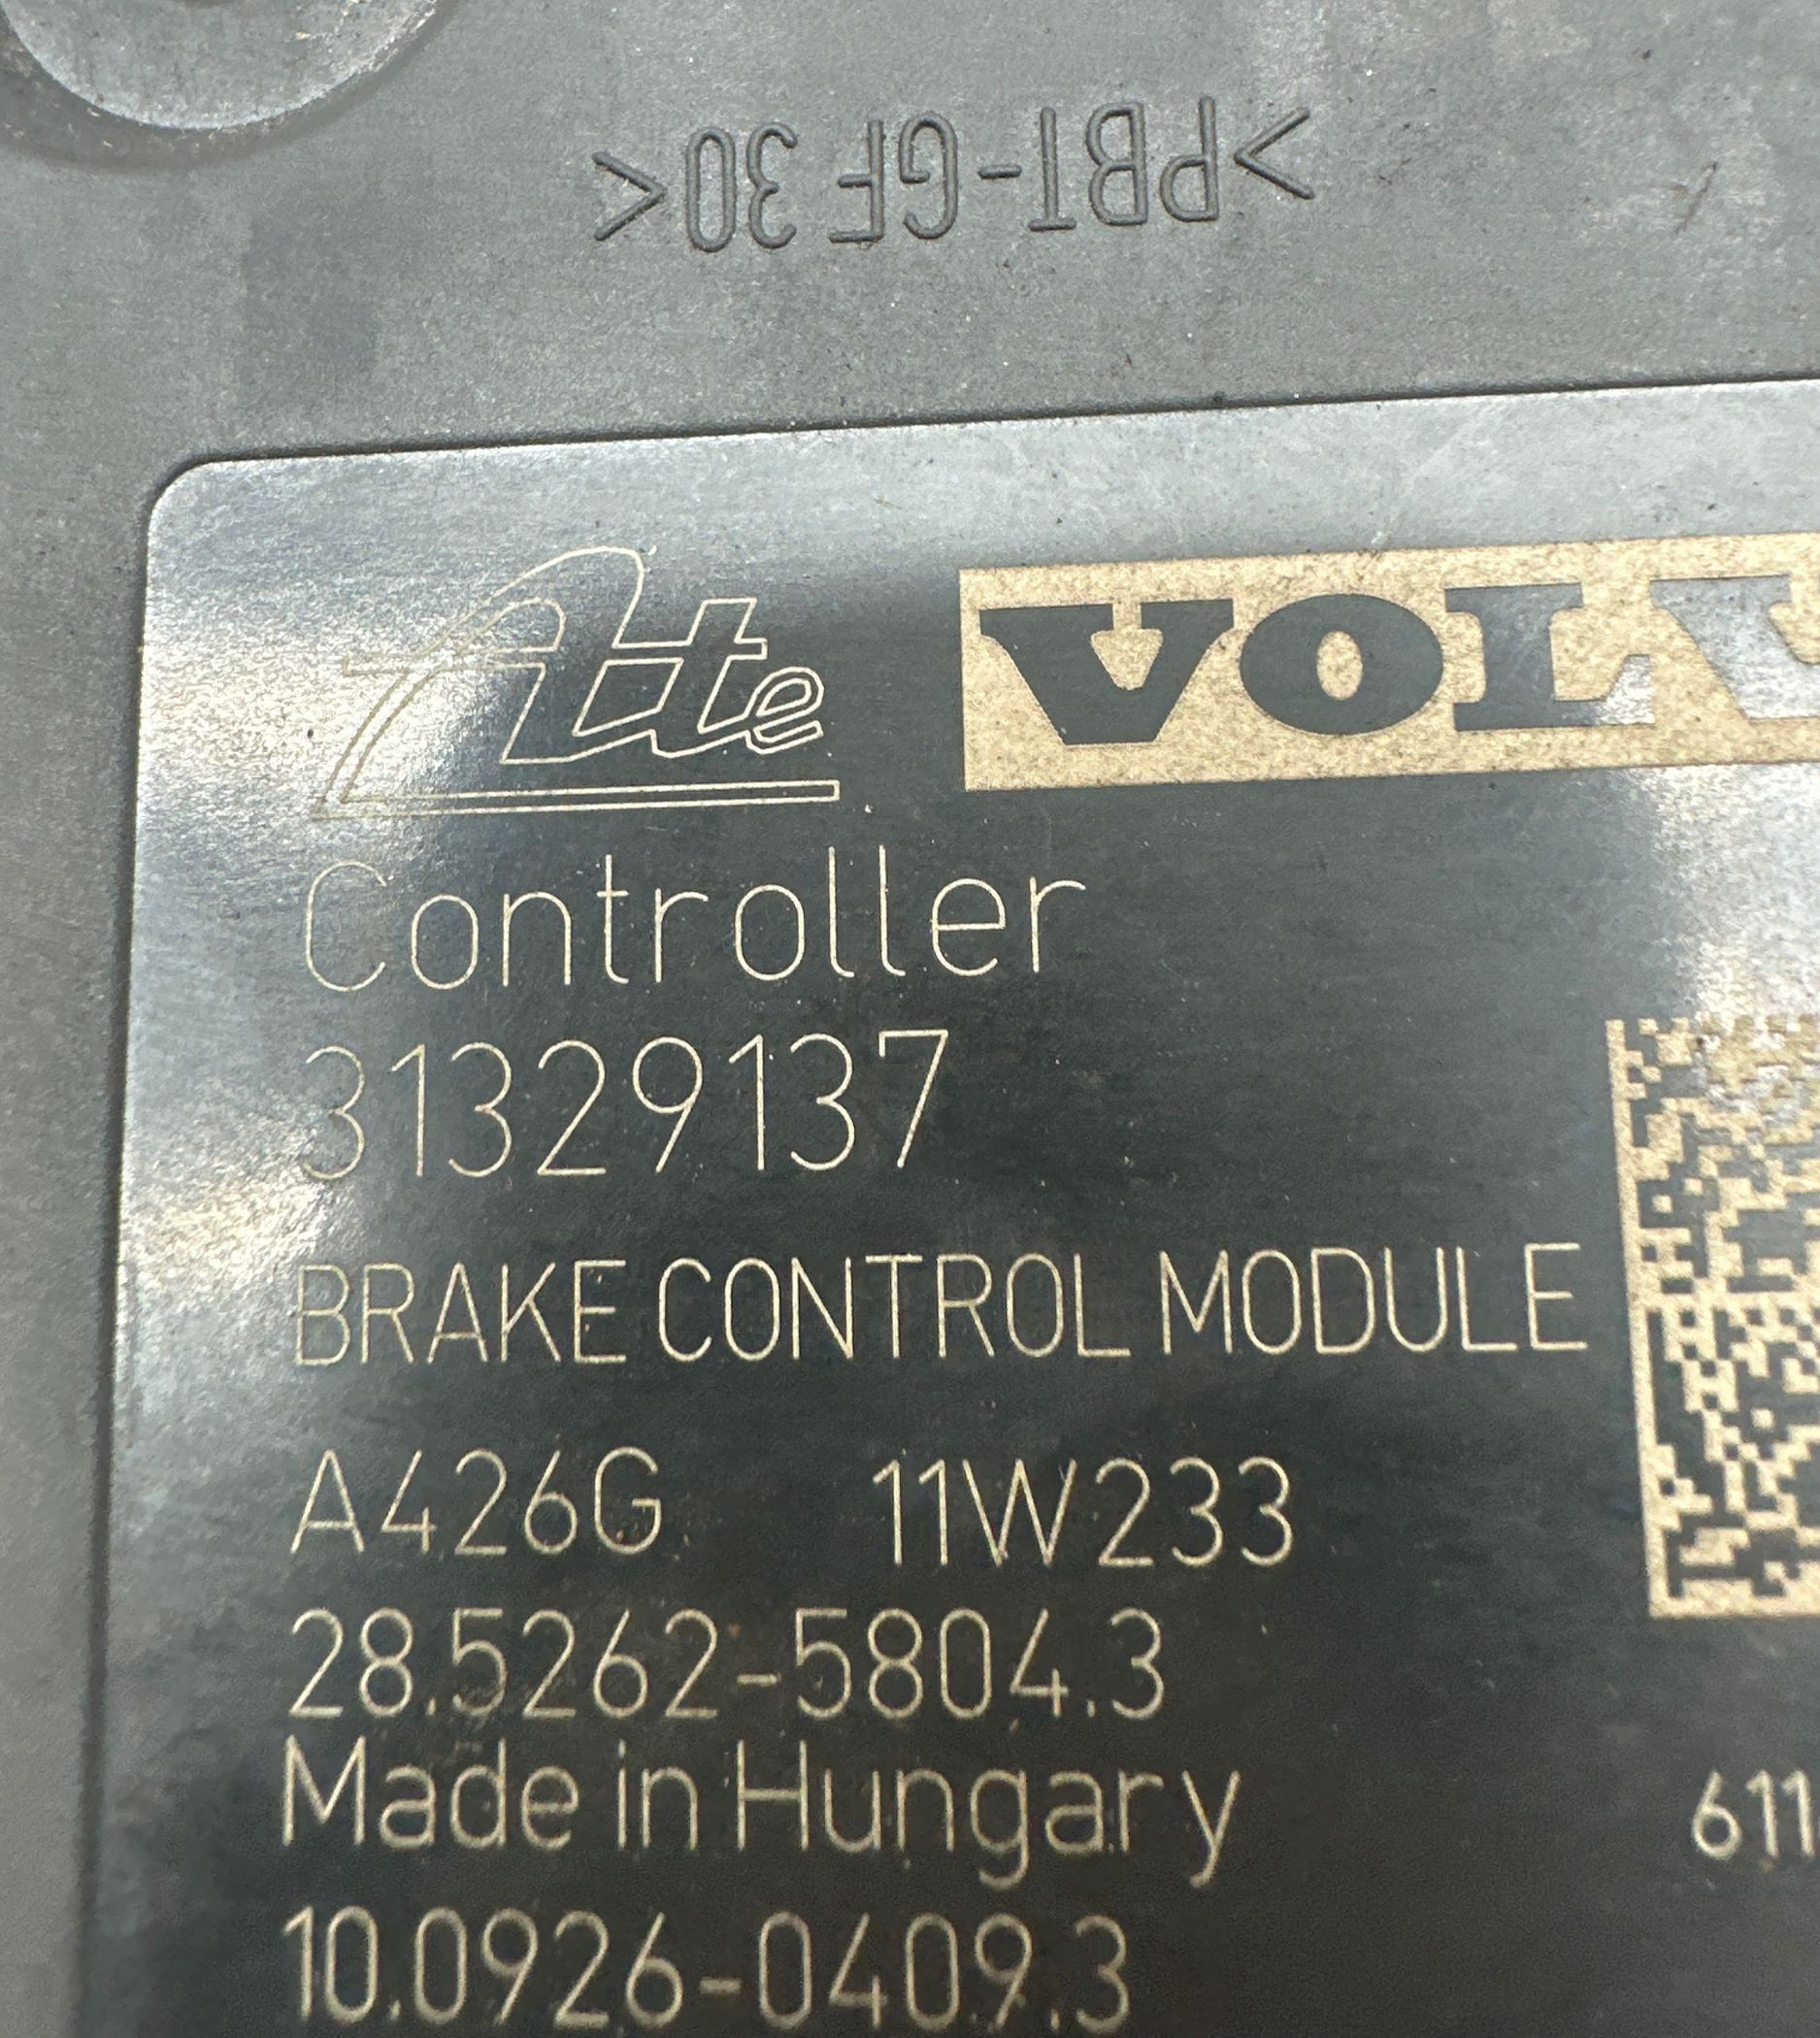 >PBT-GF 30<
Ate VOLV
Controller
31329137
BRAKE CONTROL MODULE
A426G 11W233
28.5262-5804.3
Made in Hungary
611
10.0926-0409.3